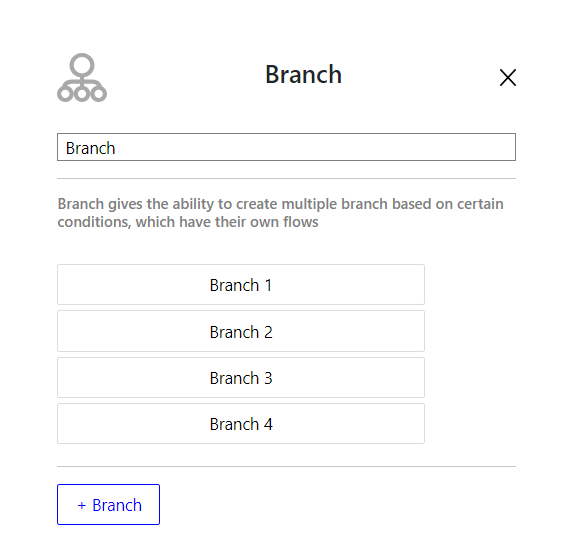 Branch
Branch
Branch gives the ability to create multiple branch based on certain
conditions, which have their own flows
Branch 1
Branch 2
Branch 3
Branch 4
+ Branch